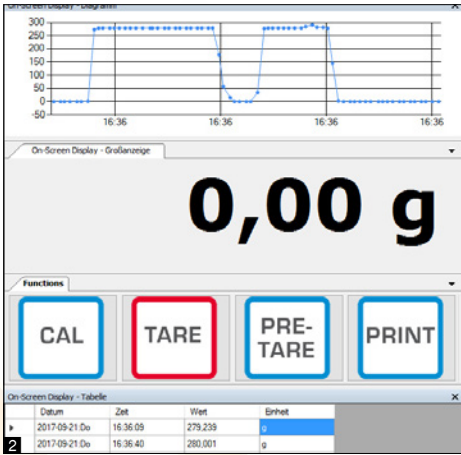 On-Screen Display - Diagramm
300
250
200
150
100
50
0
-50
16:36 16:36 16:36 16:36
On-Screen Display - Großanzeige
0,00 g
Functions
CAL TARE PRE-TARE PRINT
On-Screen Display - Tabelle
Datum Zeit Wert Einheit
2017-09-21:Do 16:36:09 279,239 g
2017-09-21:Do 16:36:40 280,001 g
2